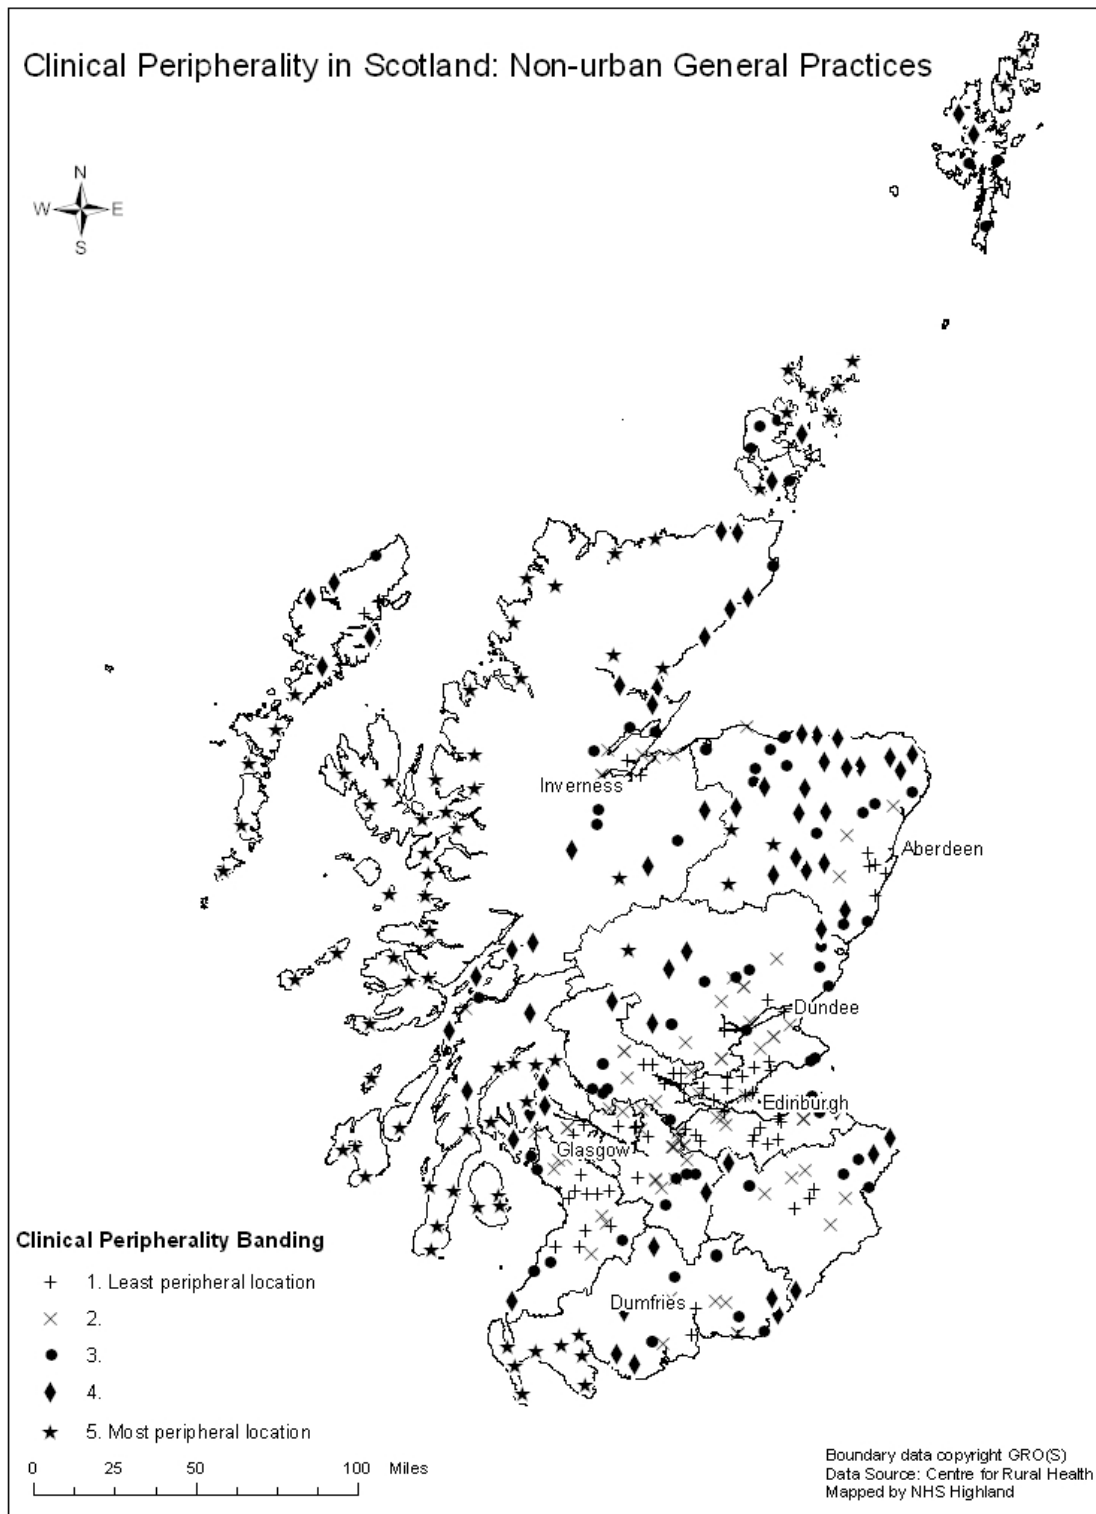 Clinical Peripherality in Scotland: Non-urban General Practices
N
W E
S
Inverness
Aberdeen
Dundee
Edinburgh
Glasgow
Dumfries
Clinical Peripherality Banding
1. Least peripheral location
2.
3.
4.
5. Most peripheral location
0 25 50 100 Miles
Boundary data copyright GRO(S)
Data Source: Centre for Rural Health
Mapped by NHS Highland